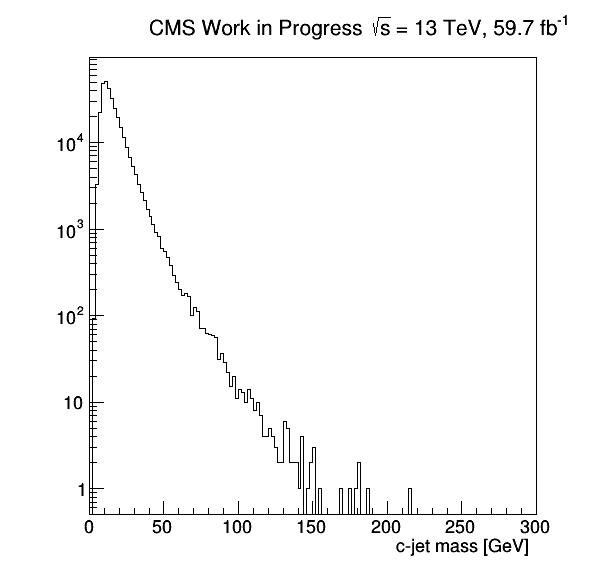 CMS Work in Progress √s = 13 TeV, 59.7 fb⁻¹
10⁴
10³
10²
10
1
0 50 100 150 200 250 300
c-jet mass [GeV]